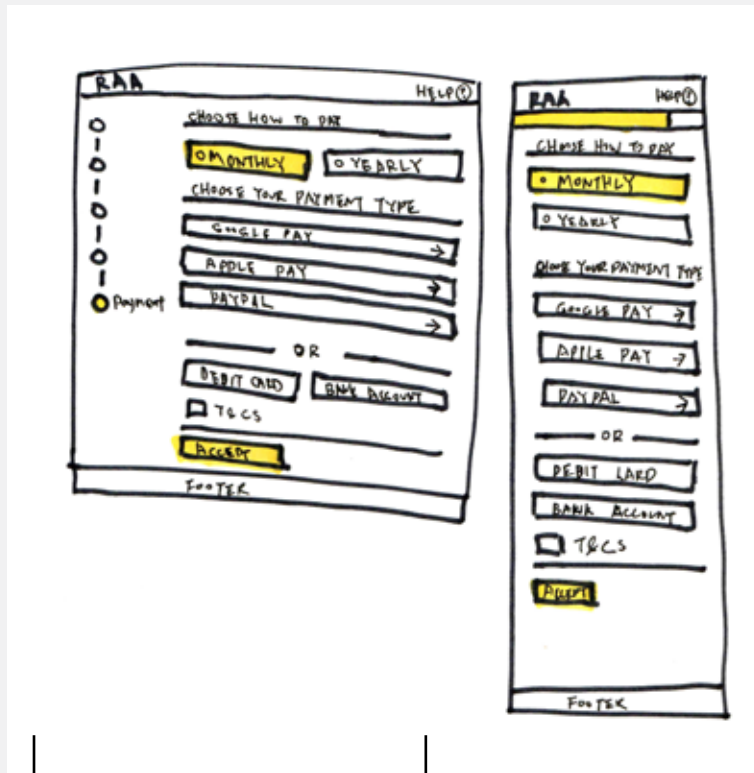 RAA
HELP ?
CHOOSE HOW TO PAY
MONTHLY
YEARLY
CHOOSE YOUR PAYMENT TYPE
GOOGLE PAY
APPLE PAY
Payment
PAYPAL
OR
DEBIT CARD
BANK ACCOUNT
T&CS
ACCEPT
FOOTER
RAA
HELP ?
CHOOSE HOW TO PAY
MONTHLY
YEARLY
CHOOSE YOUR PAYMENT TYPE
GOOGLE PAY
APPLE PAY
PAYPAL
OR
DEBIT CARD
BANK ACCOUNT
T&CS
Accept
FOOTER